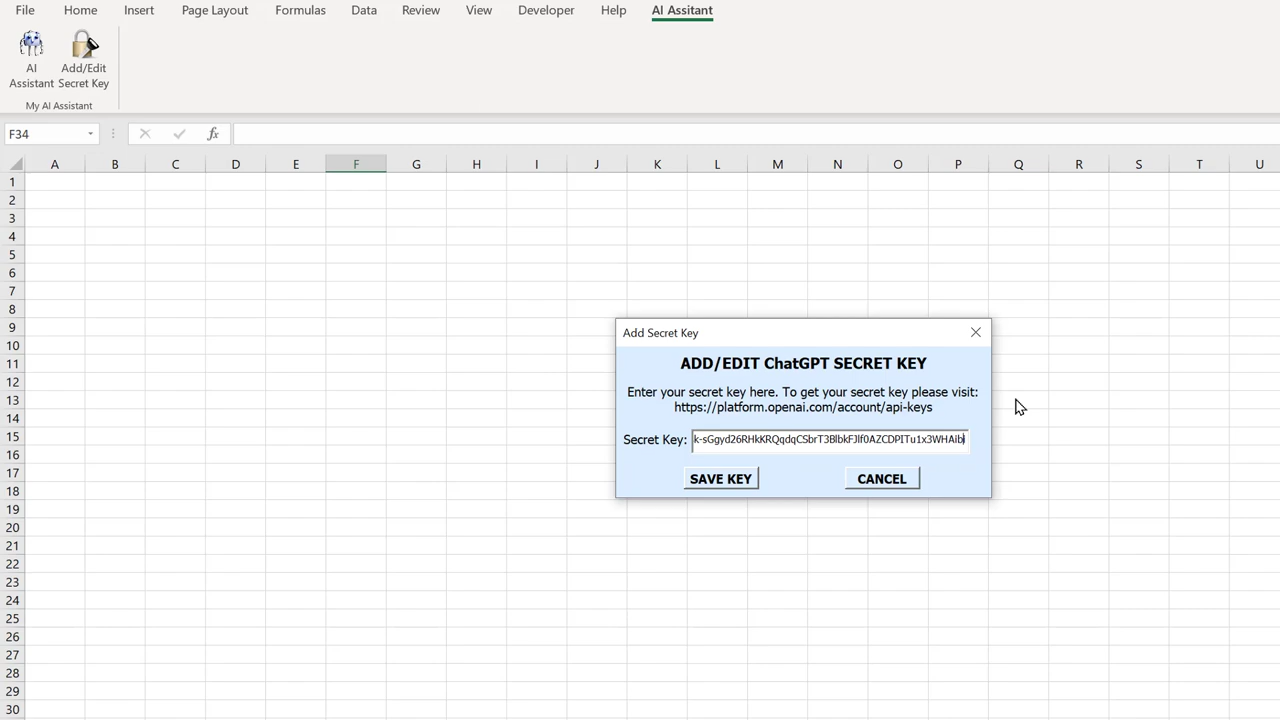 File Home Insert Page Layout Formulas Data Review View Developer Help AI Assitant
AI Assistant
Add/Edit Secret Key
My AI Assistant
F34
fx
A B C D E F G H I J K L M N O P Q R S T U
1
2
3
4
5
6
7
8
9
10
11
12
13
14
15
16
17
18
19
20
21
22
23
24
25
26
27
28
29
30
Add Secret Key
ADD/EDIT ChatGPT SECRET KEY
Enter your secret key here. To get your secret key please visit:
https://platform.openai.com/account/api-keys
Secret Key:
SAVE KEY CANCEL